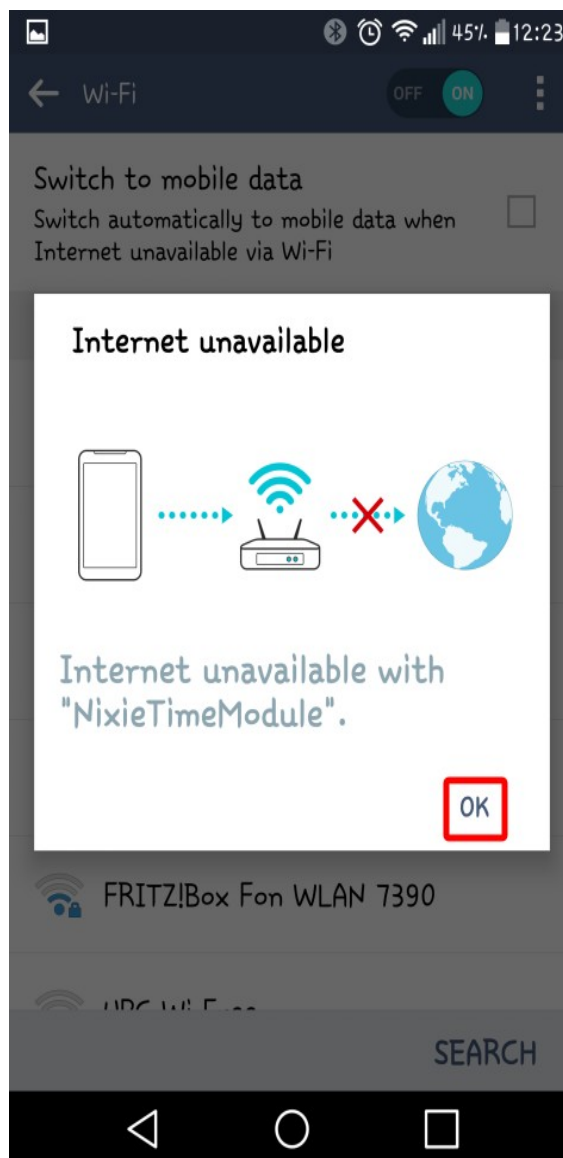 45% 12:23
Wi-Fi OFF ON
Switch to mobile data
Switch automatically to mobile data when
Internet unavailable via Wi-Fi
Internet unavailable
Internet unavailable with
"NixieTimeModule".
OK
FRITZ!Box Fon WLAN 7390
SEARCH